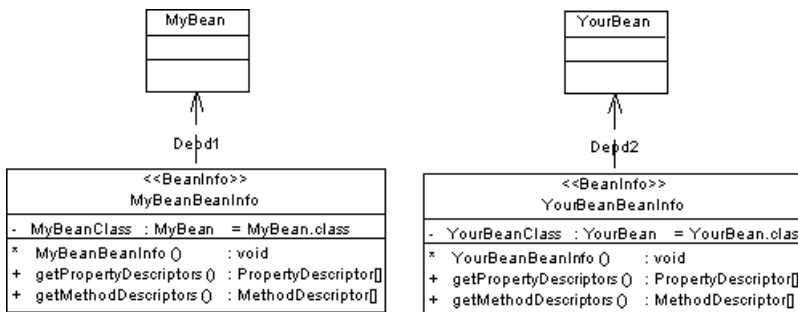 MyBean
Depd1
<<BeanInfo>>
MyBeanBeanInfo
- MyBeanClass : MyBean = MyBean.class
* MyBeanBeanInfo () : void
+ getPropertyDescriptors () : PropertyDescriptor[]
+ getMethodDescriptors () : MethodDescriptor[]
YourBean
Depd2
<<BeanInfo>>
YourBeanBeanInfo
- YourBeanClass : YourBean = YourBean.clas
* YourBeanBeanInfo () : void
+ getPropertyDescriptors () : PropertyDescriptor[]
+ getMethodDescriptors () : MethodDescriptor[]